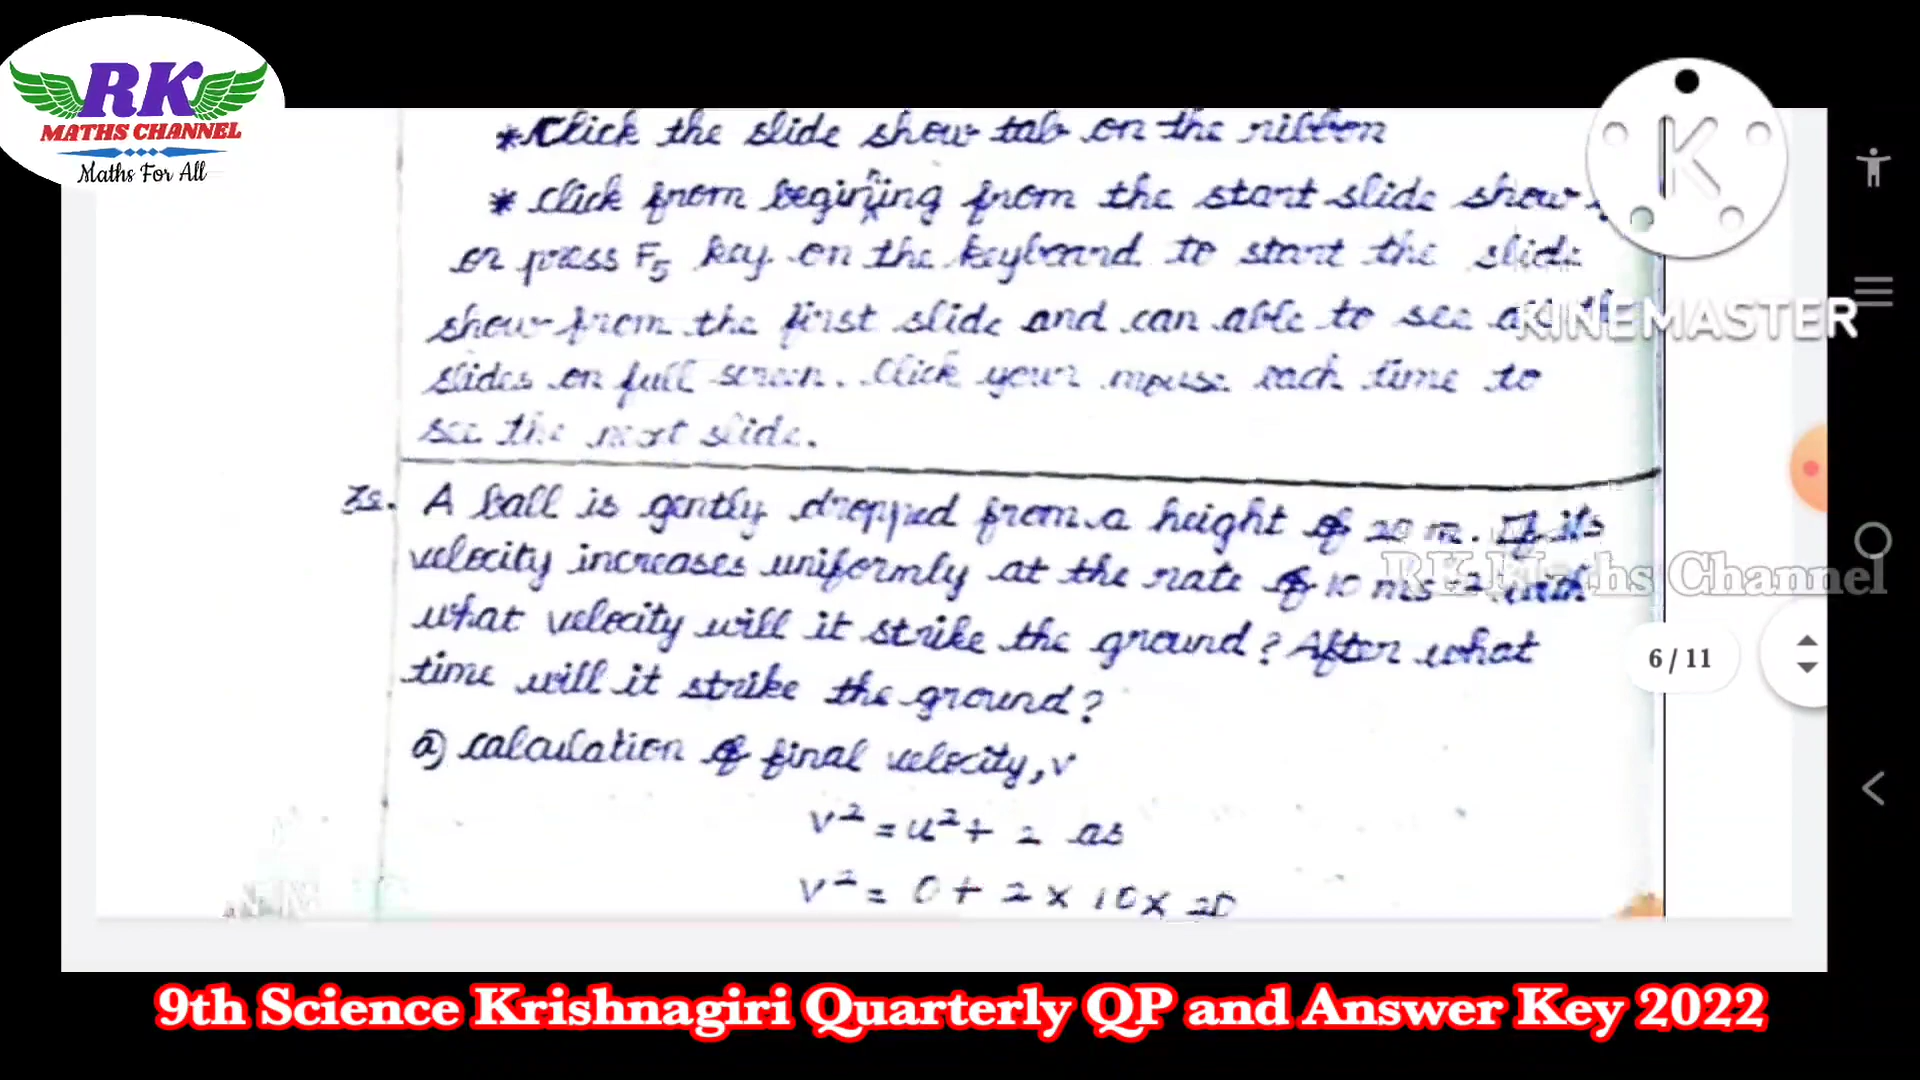 RK
MATHS CHANNEL
Maths For All
*Click the slide show tab on the ribbon
* click from beginning from the start slide show
or press F5 key on the keyboard to start the slide
show from the first slide and can able to see all the
slides on full screen. Click your mouse each time to
see the next slide.
A ball is gently dropped from a height of 20 m. If its
velocity increases uniformly at the rate of 10 ms-2, with
what velocity will it strike the ground? After what
time will it strike the ground?
a) calculation of final velocity, v
v² = u² + 2 as
v² = 0 + 2 x 10 x 20
K
KINEMASTER
RK Maths Channel
6 / 11
9th Science Krishnagiri Quarterly QP and Answer Key 2022